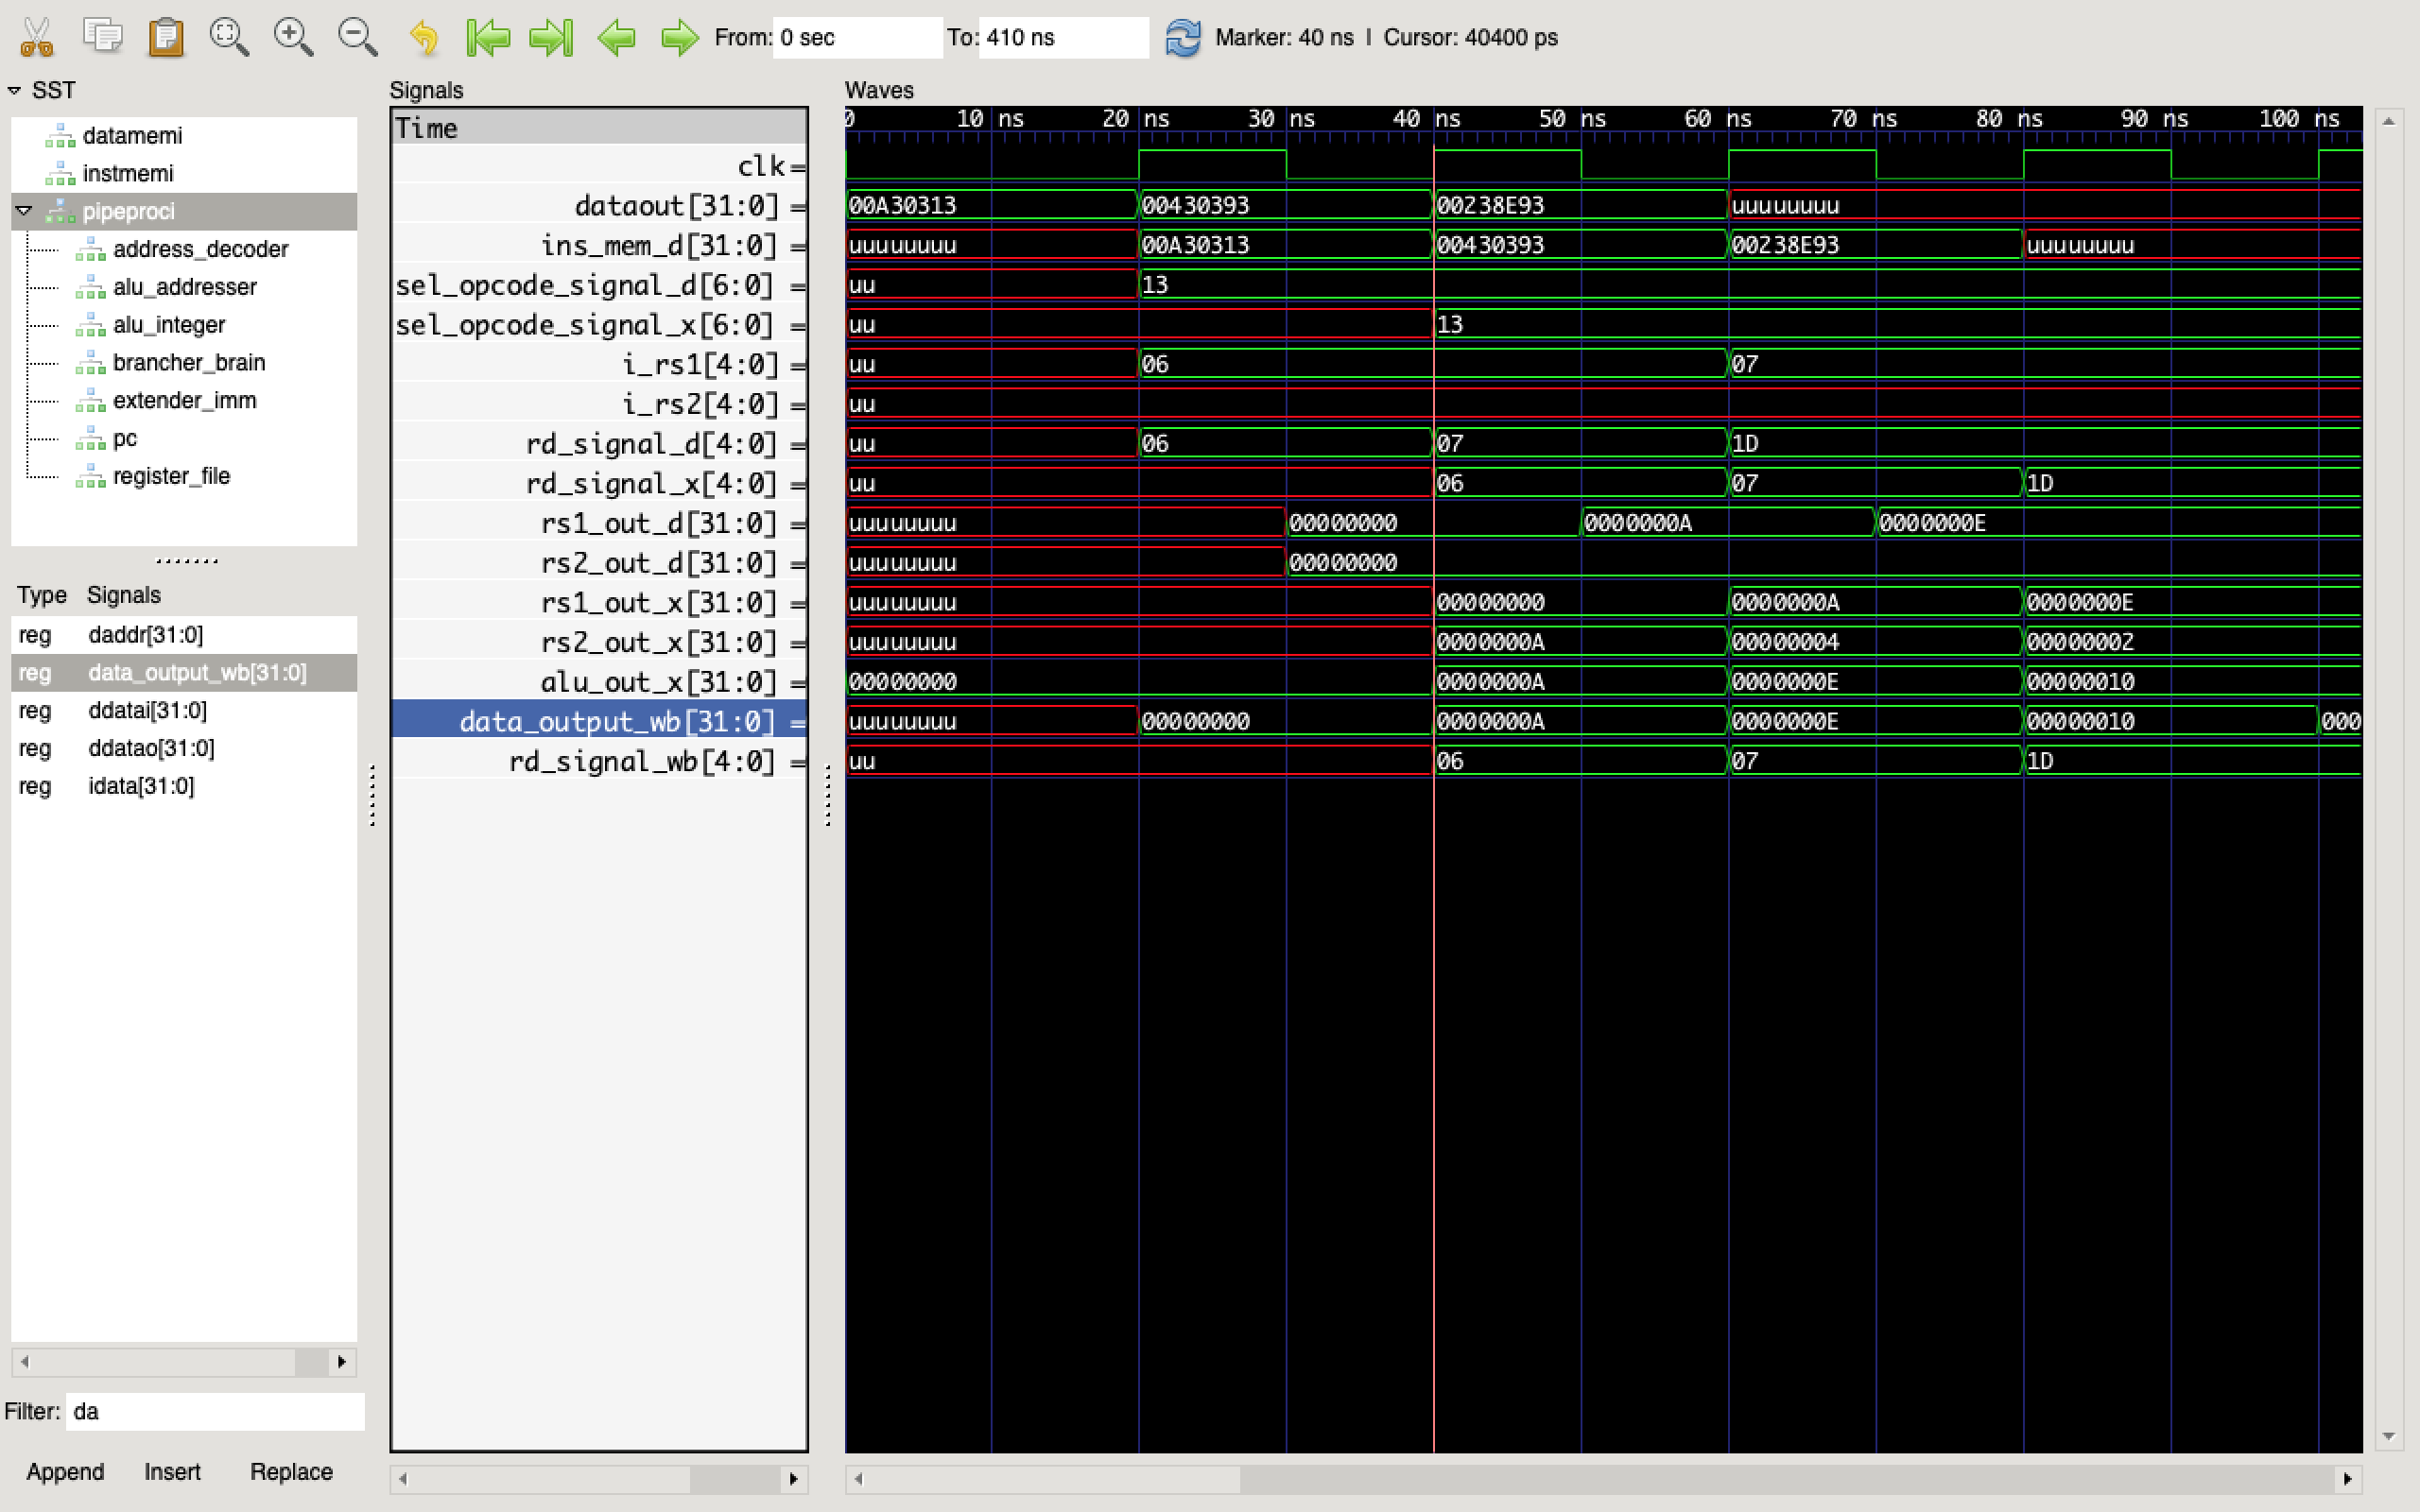 From: 0 sec To: 410 ns Marker: 40 ns | Cursor: 40400 ps
SST
datamemi
instmemi
pipeproci
address_decoder
alu_addresser
alu_integer
brancher_brain
extender_imm
pc
register_file
Type Signals
reg daddr[31:0]
reg data_output_wb[31:0]
reg ddatai[31:0]
reg ddatao[31:0]
reg idata[31:0]
Filter: da
Append Insert Replace
Signals
Time
clk=
dataout[31:0] =
ins_mem_d[31:0] =
sel_opcode_signal_d[6:0] =
sel_opcode_signal_x[6:0] =
i_rs1[4:0] =
i_rs2[4:0] =
rd_signal_d[4:0] =
rd_signal_x[4:0] =
rs1_out_d[31:0] =
rs2_out_d[31:0] =
rs1_out_x[31:0] =
rs2_out_x[31:0] =
alu_out_x[31:0] =
data_output_wb[31:0] =
rd_signal_wb[4:0] =
Waves
0 10 ns 20 ns 30 ns 40 ns 50 ns 60 ns 70 ns 80 ns 90 ns 100 ns
00A30313 00430393 00238E93 uuuuuuuu
uuuuuuuu 00A30313 00430393 00238E93 uuuuuuuu
uu 13
uu 13
uu 06 07
uu
uu 06 07 1D
uu 06 07 1D
uuuuuuuu 00000000 0000000A 0000000E
uuuuuuuu 00000000
uuuuuuuu 00000000 0000000A 0000000E
uuuuuuuu 0000000A 00000004 00000002
00000000 0000000A 0000000E 00000010
uuuuuuuu 00000000 0000000A 0000000E 00000010 000
uu 06 07 1D